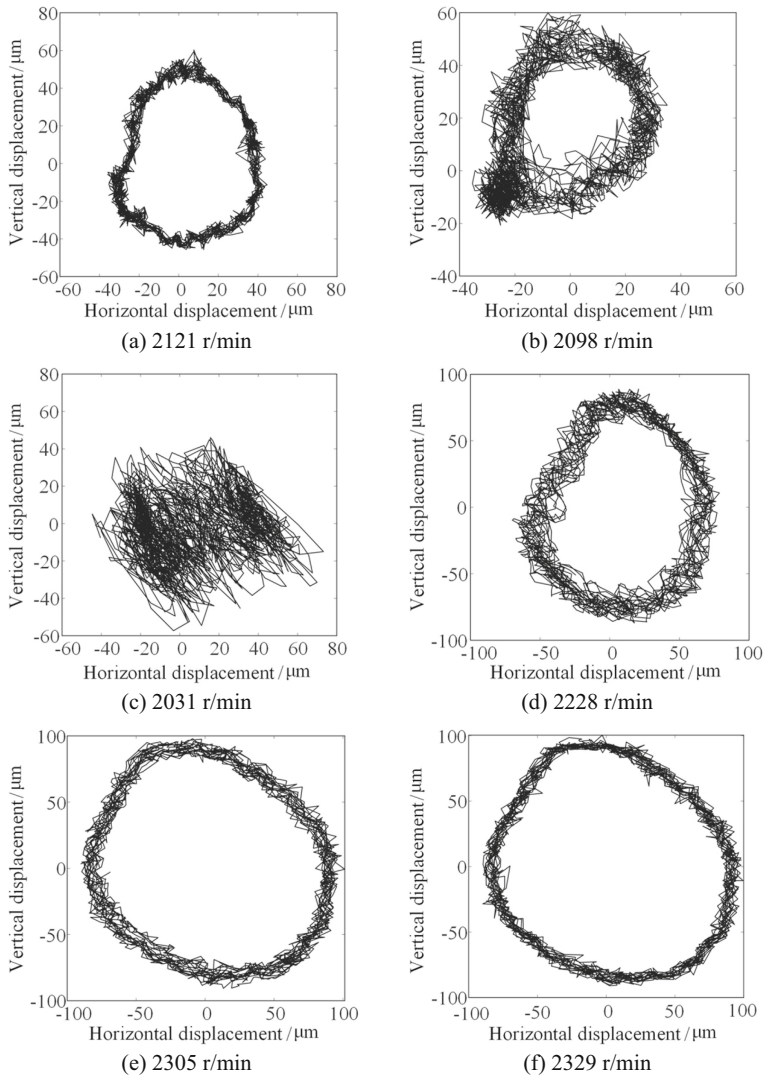 80
60
40
20
0
-20
-40
-60
-60 -40 -20 0 20 40 60 80
Vertical displacement/μm
Horizontal displacement/μm
(a) 2121 r/min
60
40
20
0
-20
-40
-40 -20 0 20 40 60
Vertical displacement/μm
Horizontal displacement/μm
(b) 2098 r/min
80
60
40
20
0
-20
-40
-60
-60 -40 -20 0 20 40 60 80
Vertical displacement/μm
Horizontal displacement/μm
(c) 2031 r/min
100
50
0
-50
-100
-100 -50 0 50 100
Vertical displacement/μm
Horizontal displacement/μm
(d) 2228 r/min
100
50
0
-50
-100
-100 -50 0 50 100
Vertical displacement/μm
Horizontal displacement/μm
(e) 2305 r/min
100
50
0
-50
-100
-100 -50 0 50 100
Vertical displacement/μm
Horizontal displacement/μm
(f) 2329 r/min